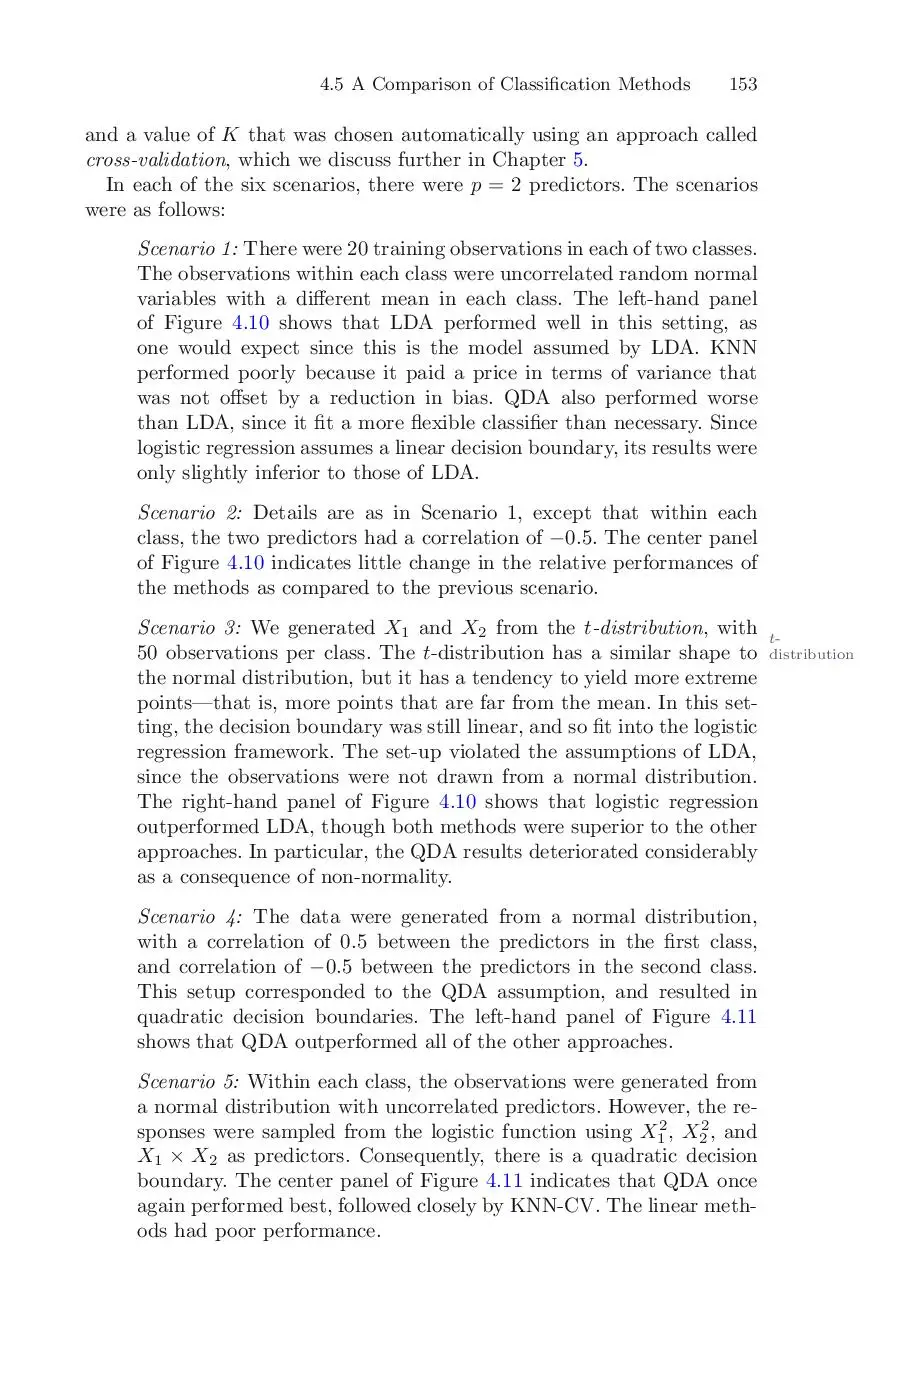 4.5 A Comparison of Classification Methods 153
and a value of K that was chosen automatically using an approach called
cross-validation, which we discuss further in Chapter 5.
In each of the six scenarios, there were p = 2 predictors. The scenarios
were as follows:
Scenario 1: There were 20 training observations in each of two classes.
The observations within each class were uncorrelated random normal
variables with a different mean in each class. The left-hand panel
of Figure 4.10 shows that LDA performed well in this setting, as
one would expect since this is the model assumed by LDA. KNN
performed poorly because it paid a price in terms of variance that
was not offset by a reduction in bias. QDA also performed worse
than LDA, since it fit a more flexible classifier than necessary. Since
logistic regression assumes a linear decision boundary, its results were
only slightly inferior to those of LDA.
Scenario 2: Details are as in Scenario 1, except that within each
class, the two predictors had a correlation of −0.5. The center panel
of Figure 4.10 indicates little change in the relative performances of
the methods as compared to the previous scenario.
Scenario 3: We generated X₁ and X₂ from the t-distribution, with
t-
50 observations per class. The t-distribution has a similar shape to
distribution
the normal distribution, but it has a tendency to yield more extreme
points—that is, more points that are far from the mean. In this set-
ting, the decision boundary was still linear, and so fit into the logistic
regression framework. The set-up violated the assumptions of LDA,
since the observations were not drawn from a normal distribution.
The right-hand panel of Figure 4.10 shows that logistic regression
outperformed LDA, though both methods were superior to the other
approaches. In particular, the QDA results deteriorated considerably
as a consequence of non-normality.
Scenario 4: The data were generated from a normal distribution,
with a correlation of 0.5 between the predictors in the first class,
and correlation of −0.5 between the predictors in the second class.
This setup corresponded to the QDA assumption, and resulted in
quadratic decision boundaries. The left-hand panel of Figure 4.11
shows that QDA outperformed all of the other approaches.
Scenario 5: Within each class, the observations were generated from
a normal distribution with uncorrelated predictors. However, the re-
sponses were sampled from the logistic function using X₁², X₂², and
X₁ × X₂ as predictors. Consequently, there is a quadratic decision
boundary. The center panel of Figure 4.11 indicates that QDA once
again performed best, followed closely by KNN-CV. The linear meth-
ods had poor performance.